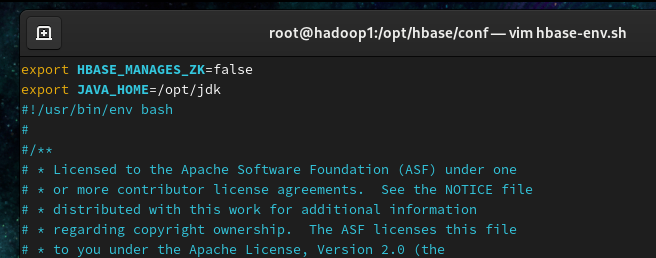 root@hadoop1:/opt/hbase/conf — vim hbase-env.sh
export HBASE_MANAGES_ZK=false
export JAVA_HOME=/opt/jdk
#!/usr/bin/env bash
#
#/**
# * Licensed to the Apache Software Foundation (ASF) under one
# * or more contributor license agreements.  See the NOTICE file
# * distributed with this work for additional information
# * regarding copyright ownership.  The ASF licenses this file
# * to you under the Apache License, Version 2.0 (the